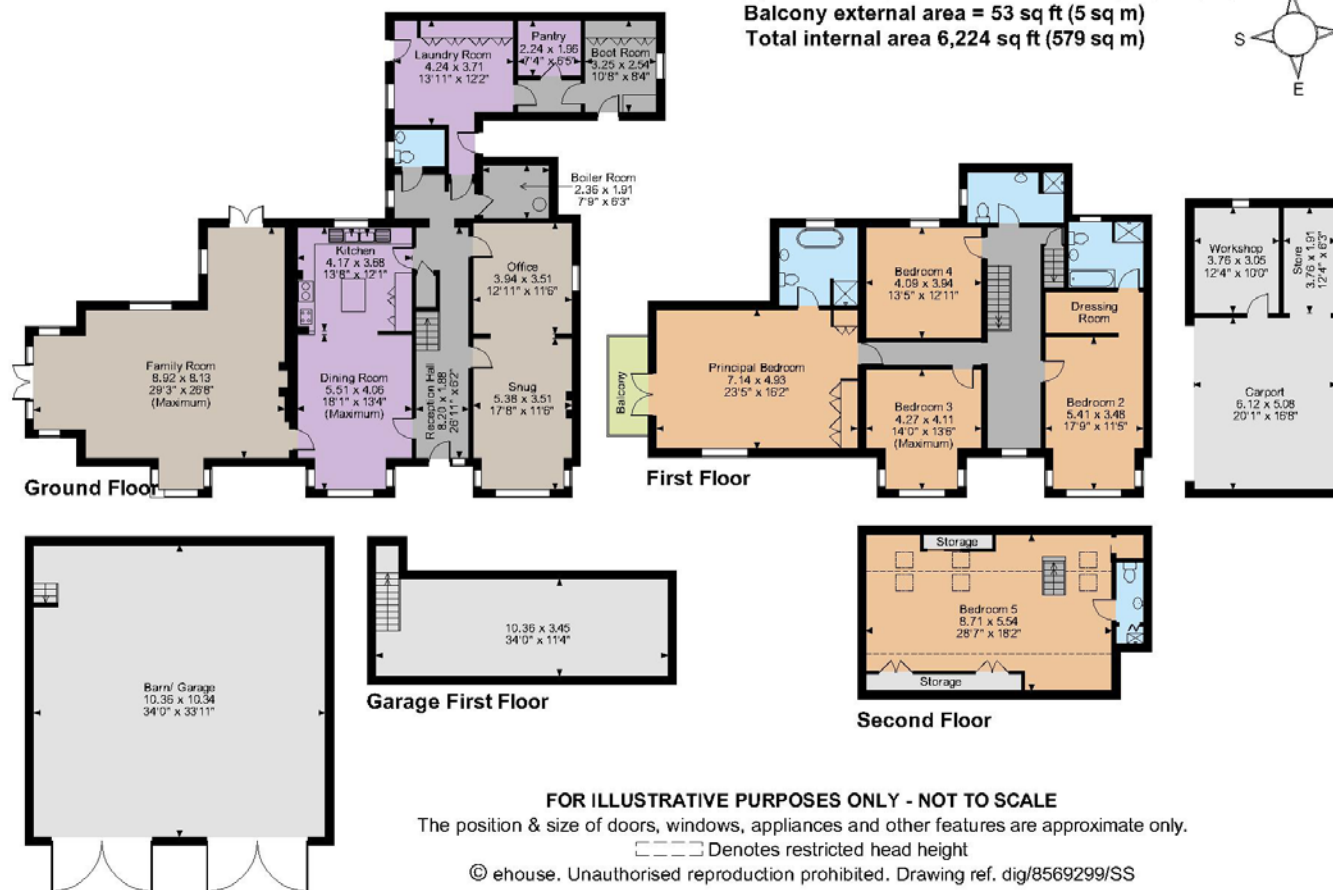 Balcony external area = 53 sq ft (5 sq m)
Total internal area 6,224 sq ft (579 sq m)
S
E
Laundry Room
4.24 x 3.71
13'11" x 12'2"
Pantry
2.24 x 1.96
7'4" x 6'5"
Boot Room
3.25 x 2.54
10'8" x 8'4"
Boiler Room
2.36 x 1.91
7'9" x 6'3"
Kitchen
4.17 x 3.68
13'8" x 12'1"
Office
3.94 x 3.51
12'11" x 11'6"
Family Room
8.92 x 8.13
29'3" x 26'8"
(Maximum)
Dining Room
5.51 x 4.06
18'1" x 13'4"
(Maximum)
Reception Hall
8.20 x 1.88
26'11" x 6'2"
Snug
5.38 x 3.51
17'8" x 11'6"
Ground Floor
Bedroom 4
4.09 x 3.94
13'5" x 12'11"
Dressing
Room
Balcony
Principal Bedroom
7.14 x 4.93
23'5" x 16'2"
Bedroom 3
4.27 x 4.11
14'0" x 13'6"
(Maximum)
Bedroom 2
5.41 x 3.48
17'9" x 11'5"
First Floor
Workshop
3.76 x 3.05
12'4" x 10'0"
Store
3.76 x 1.91
12'4" x 6'3"
Carport
6.12 x 5.08
20'1" x 16'8"
Barn/ Garage
10.36 x 10.34
34'0" x 33'11"
10.36 x 3.45
34'0" x 11'4"
Garage First Floor
Storage
Bedroom 5
8.71 x 5.54
28'7" x 18'2"
Storage
Second Floor
FOR ILLUSTRATIVE PURPOSES ONLY - NOT TO SCALE
The position & size of doors, windows, appliances and other features are approximate only.
Denotes restricted head height
© ehouse. Unauthorised reproduction prohibited. Drawing ref. dig/8569299/SS